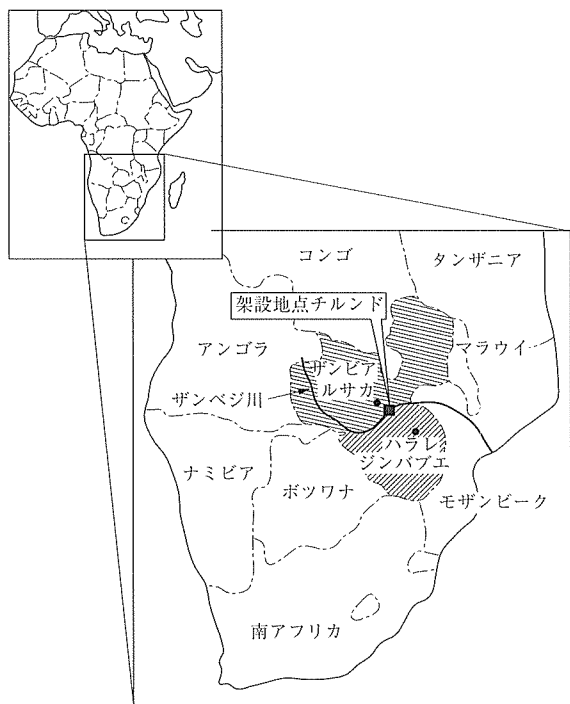 コンゴ
タンザニア
架設地点チルンド
アンゴラ
マラウイ
ザンビア
ルサカ
ザンベジ川
ハラレ
ジンバブエ
ナミビア
ボツワナ
モザンビーク
南アフリカ